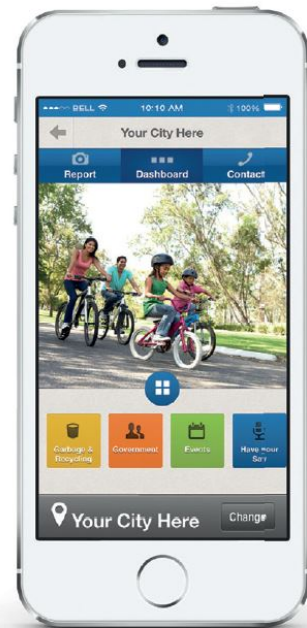 BELL 10:10 AM 100%
Your City Here
Report Dashboard Contact
Garbage & Recycling
Government
Events
Have Your Say
Your City Here Change